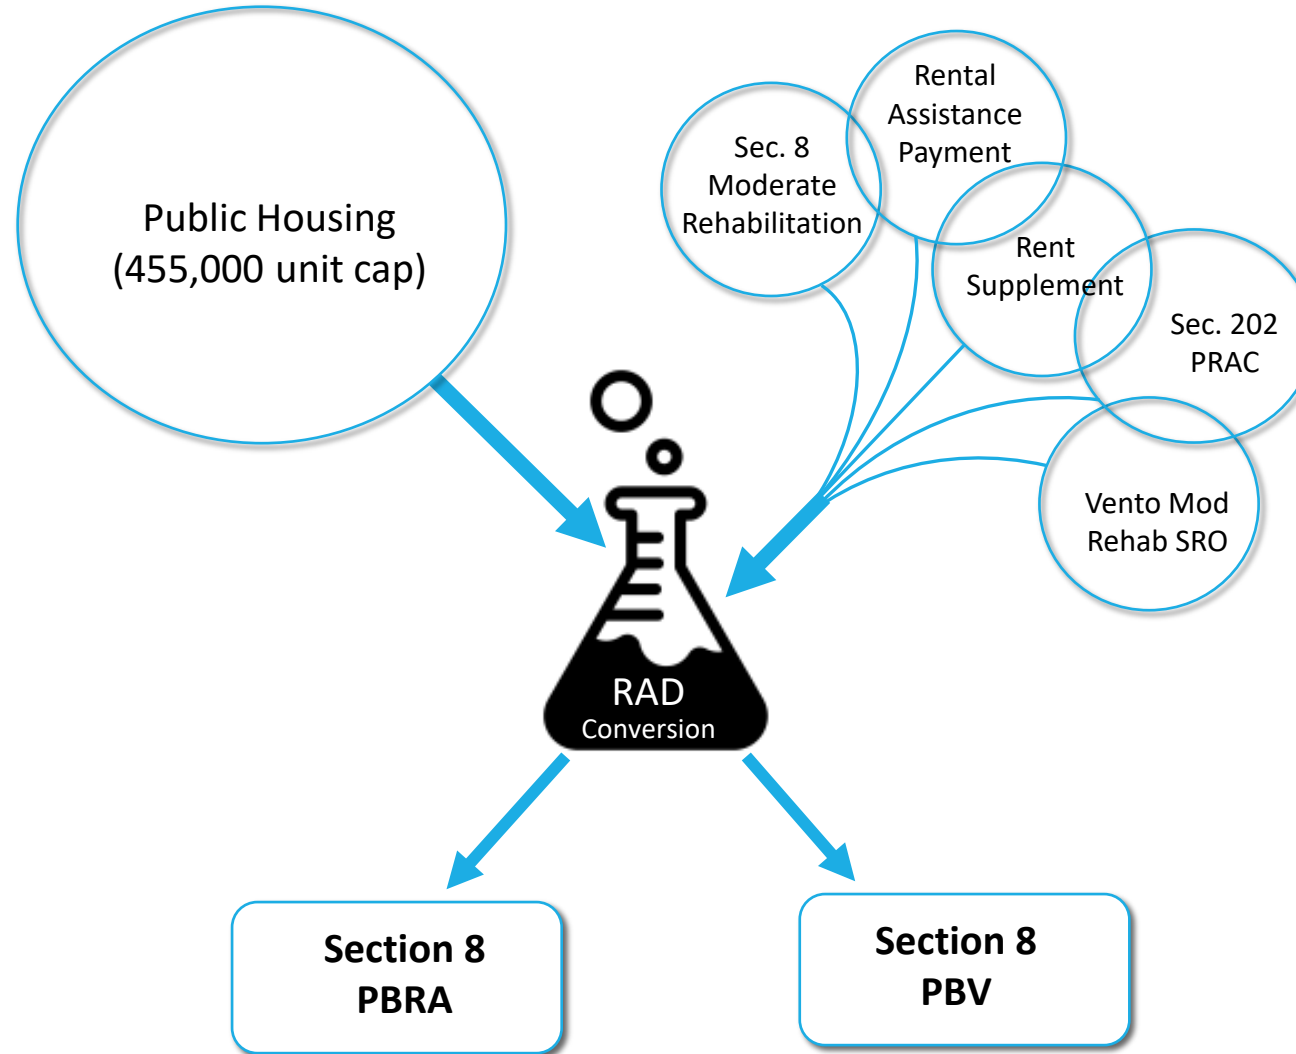 Public Housing
(455,000 unit cap)
Sec. 8
Moderate
Rehabilitation
Rental
Assistance
Payment
Rent
Supplement
Sec. 202
PRAC
Vento Mod
Rehab SRO
RAD
Conversion
Section 8
PBRA
Section 8
PBV